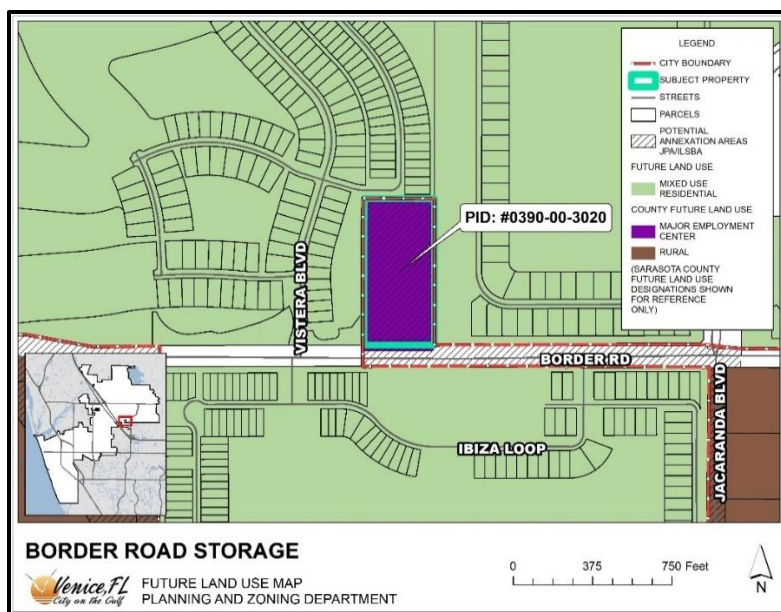 LEGEND
CITY BOUNDARY
SUBJECT PROPERTY
STREETS
PARCELS
POTENTIAL
ANNEXATION AREAS
JPA/ILSBA
FUTURE LAND USE
MIXED USE
RESIDENTIAL
COUNTY FUTURE LAND USE
MAJOR EMPLOYMENT
CENTER
RURAL
(SARASOTA COUNTY
FUTURE LAND USE
DESIGNATIONS SHOWN
FOR REFERENCE
ONLY)
PID: #0390-00-3020
VISTERA BLVD
BORDER RD
IBIZA LOOP
JACARANDA BLVD
BORDER ROAD STORAGE
Venice, FL
City on the Gulf
FUTURE LAND USE MAP
PLANNING AND ZONING DEPARTMENT
0 375 750 Feet
N